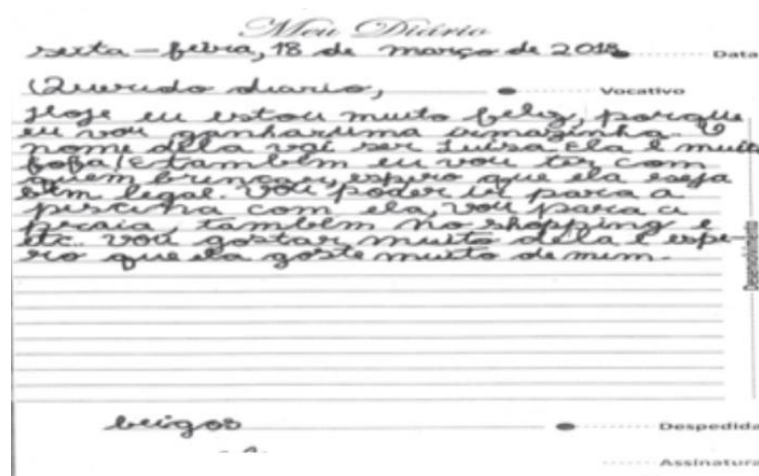 Meu Diário
sexta-feira, 18 de março de 2018 Data
Querido diario, Vocativo
Hoje eu estou muito feliz, porque
eu vou ganhar uma irmazinha. O
nome dela vai ser Luisa Ela é muito
fofa! E também eu vou ter com
quem brincar, espero que ela seja
bem legal. Vou poder ir para a
piscina com ela, vou para a
praia, também no shopping e
etc. vou gostar muito dela e espe-
ro que ela goste muito de mim.
Desenvolvimento
beijos Despedida
Assinatura